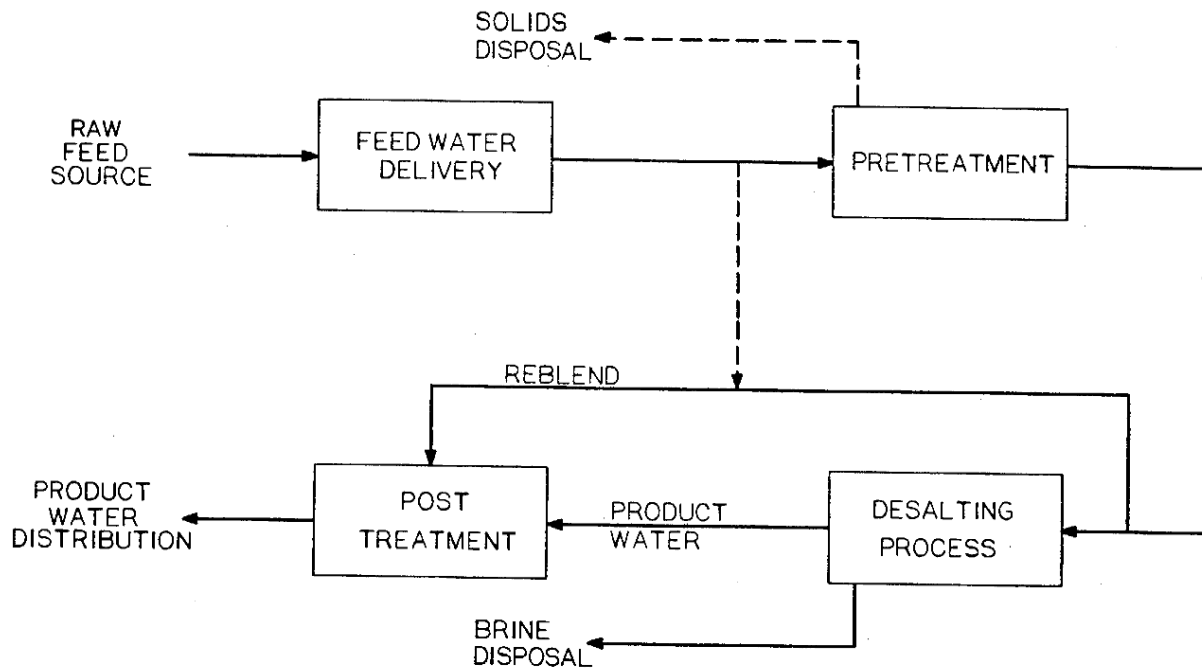 SOLIDS
DISPOSAL
RAW
FEED
SOURCE
FEED WATER
DELIVERY
PRETREATMENT
REBLEND
PRODUCT
WATER
DISTRIBUTION
POST
TREATMENT
PRODUCT
WATER
DESALTING
PROCESS
BRINE
DISPOSAL